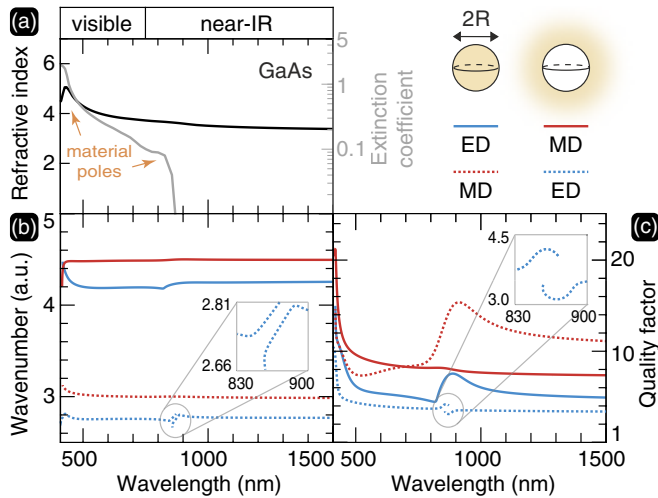 (a)
visible
near-IR
GaAs
material
poles
Refractive index
6
4
2
Extinction
coefficient
5
1
0.1
2R
ED
MD
MD
ED
(b)
Wavenumber (a.u.)
5
4
3
2.81
2.66
830
900
500
1000
1500
Wavelength (nm)
(c)
Quality factor
20
10
1
4.5
3.0
830
900
500
1000
1500
Wavelength (nm)